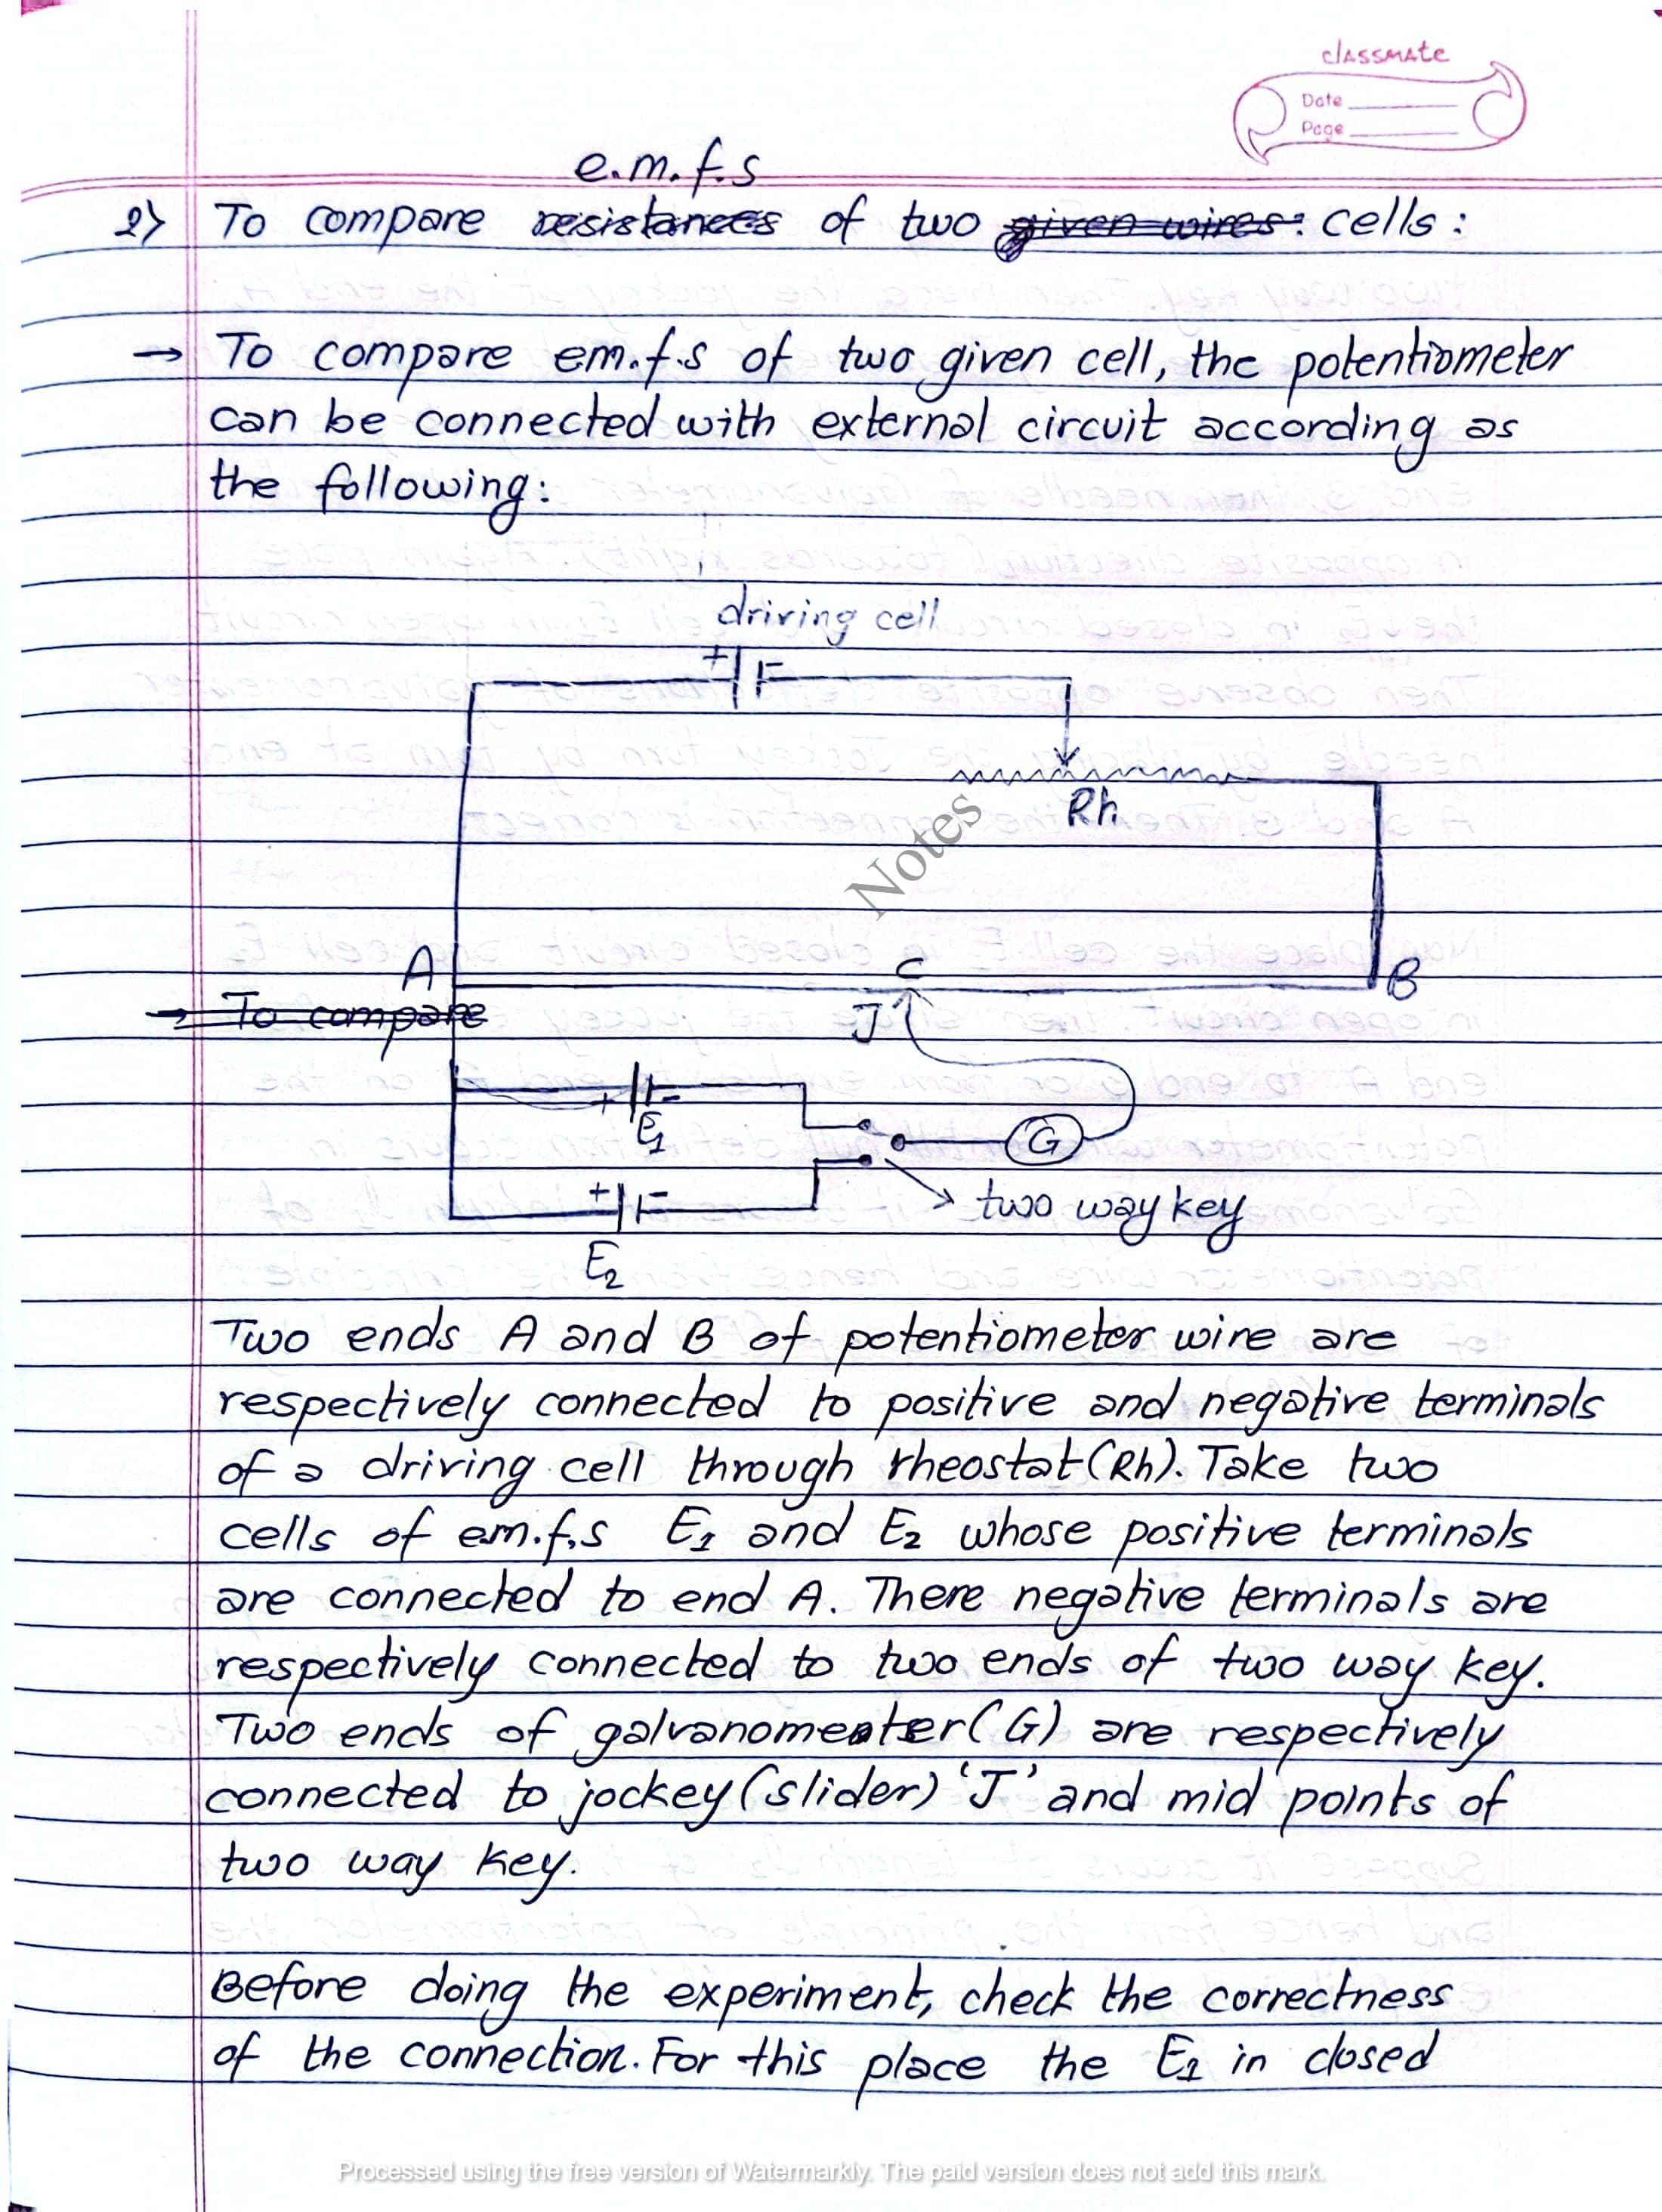 classmate
Date
Page
e.m.f.s
2) To compare resistances of two given wires: cells:
→ To compare em.f.s of two given cell, the potentiometer
can be connected with external circuit according as
the following:
driving cell
+ -
Rh
Notes
A C B
→ To compare
J
+ -
E1
G
+ -
two way key
E2
Two ends A and B of potentiometer wire are
respectively connected to positive and negative terminals
of a driving cell through rheostat (Rh). Take two
cells of em.f.s E1 and E2 whose positive terminals
are connected to end A. There negative terminals are
respectively connected to two ends of two way key.
Two ends of galvanometer (G) are respectively
connected to jockey (slider) 'J' and mid points of
two way key.
Before doing the experiment, check the correctness
of the connection. For this place the E1 in closed
Processed using the free version of Watermarkly. The paid version does not add this mark.